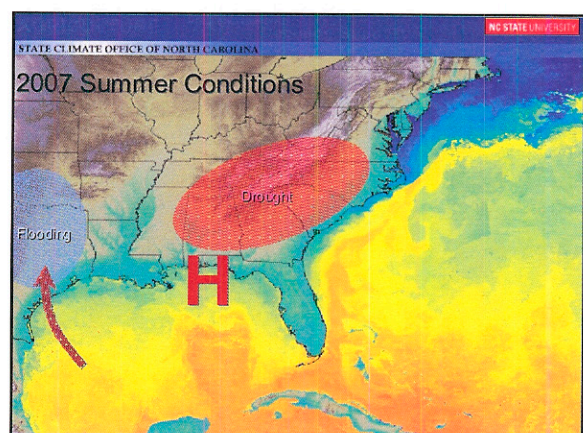 NC STATE UNIVERSITY
STATE CLIMATE OFFICE OF NORTH CAROLINA
2007 Summer Conditions
Drought
Flooding
H